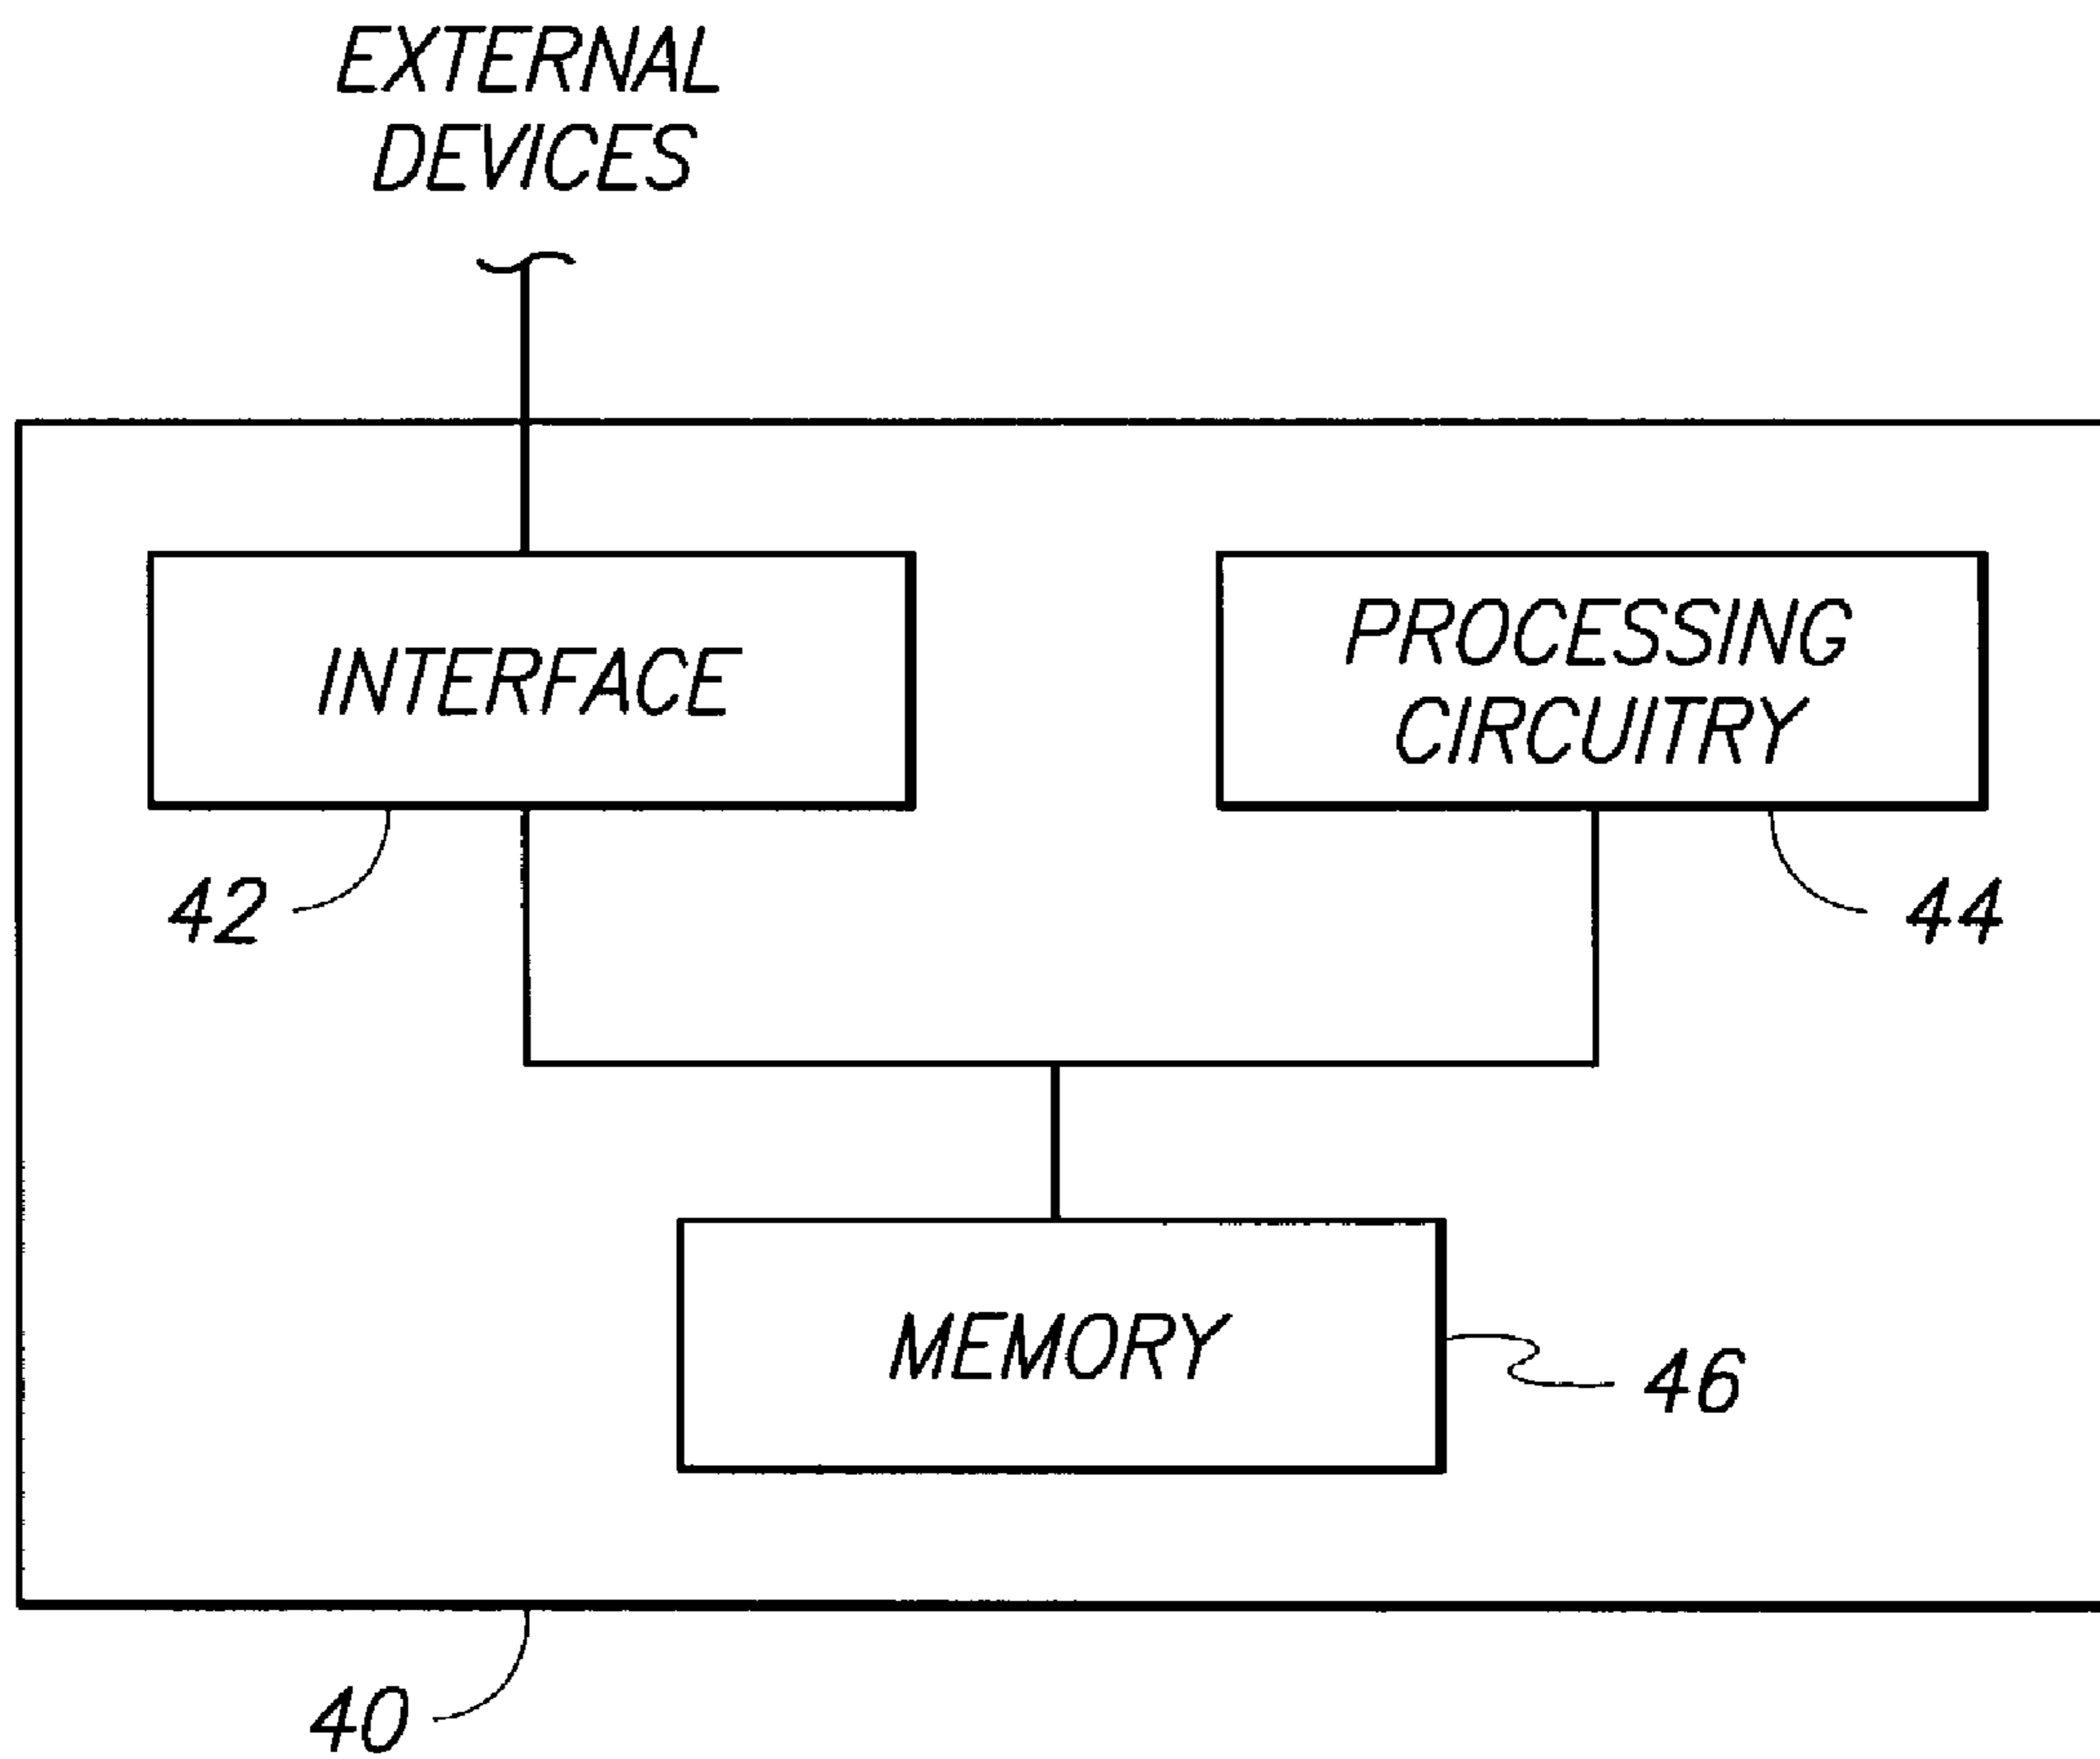 EXTERNAL
DEVICES
INTERFACE
PROCESSING
CIRCUITRY
42
44
MEMORY
46
40